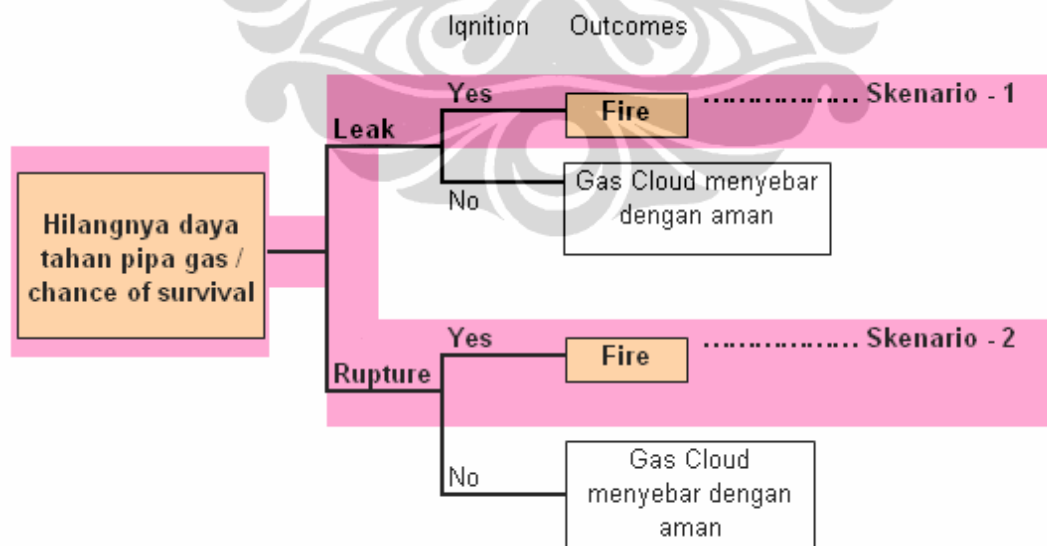 Iqnition Outcomes
Yes
Fire
.................. Skenario - 1
Leak
No
Gas Cloud menyebar
dengan aman
Hilangnya daya
tahan pipa gas /
chance of survival
Yes
Fire
.................. Skenario - 2
Rupture
No
Gas Cloud
menyebar dengan
aman